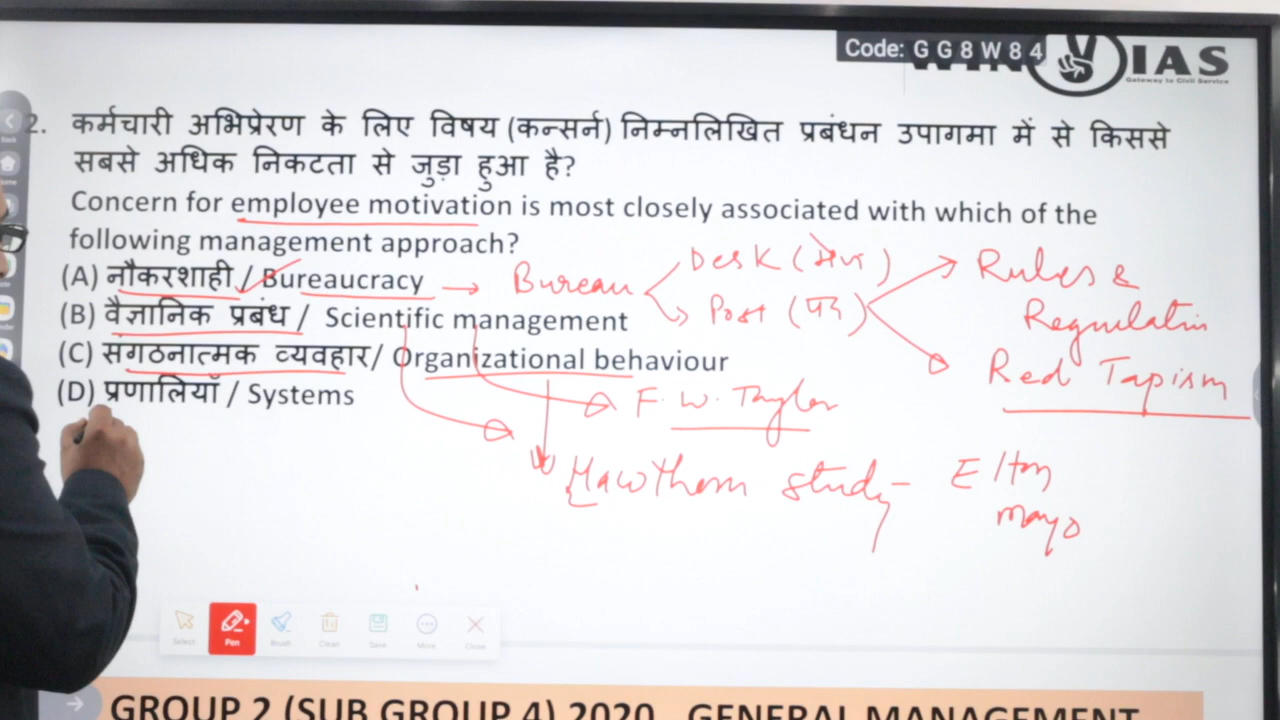 Code: G G 8 W 8 4
IAS
Gateway to Civil Service
2. कर्मचारी अभिप्रेरण के लिए विषय (कन्सर्न) निम्नलिखित प्रबंधन उपागमा में से किससे
सबसे अधिक निकटता से जुड़ा हुआ है?
Concern for employee motivation is most closely associated with which of the
following management approach?
(A) नौकरशाही / Bureaucracy → Bureau
Desk (मेज)
Post (पद)
Rules &
Regulation
Red Tapism
(B) वैज्ञानिक प्रबंध / Scientific management
(C) संगठनात्मक व्यवहार/ Organizational behaviour
(D) प्रणालियाँ / Systems
F. W. Taylor
Hawthorn study - Elton
mayo
Select Pen Brush Clean Save More Close
GROUP 2 (SUB GROUP 4) 2020 GENERAL MANAGEMENT